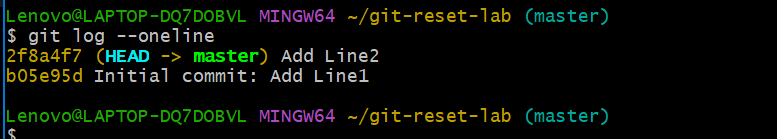 Lenovo@LAPTOP-DQ7DOBVL MINGW64 ~/git-reset-lab (master)
$ git log --oneline
2f8a4f7 (HEAD -> master) Add Line2
b05e95d Initial commit: Add Line1
Lenovo@LAPTOP-DQ7DOBVL MINGW64 ~/git-reset-lab (master)
$